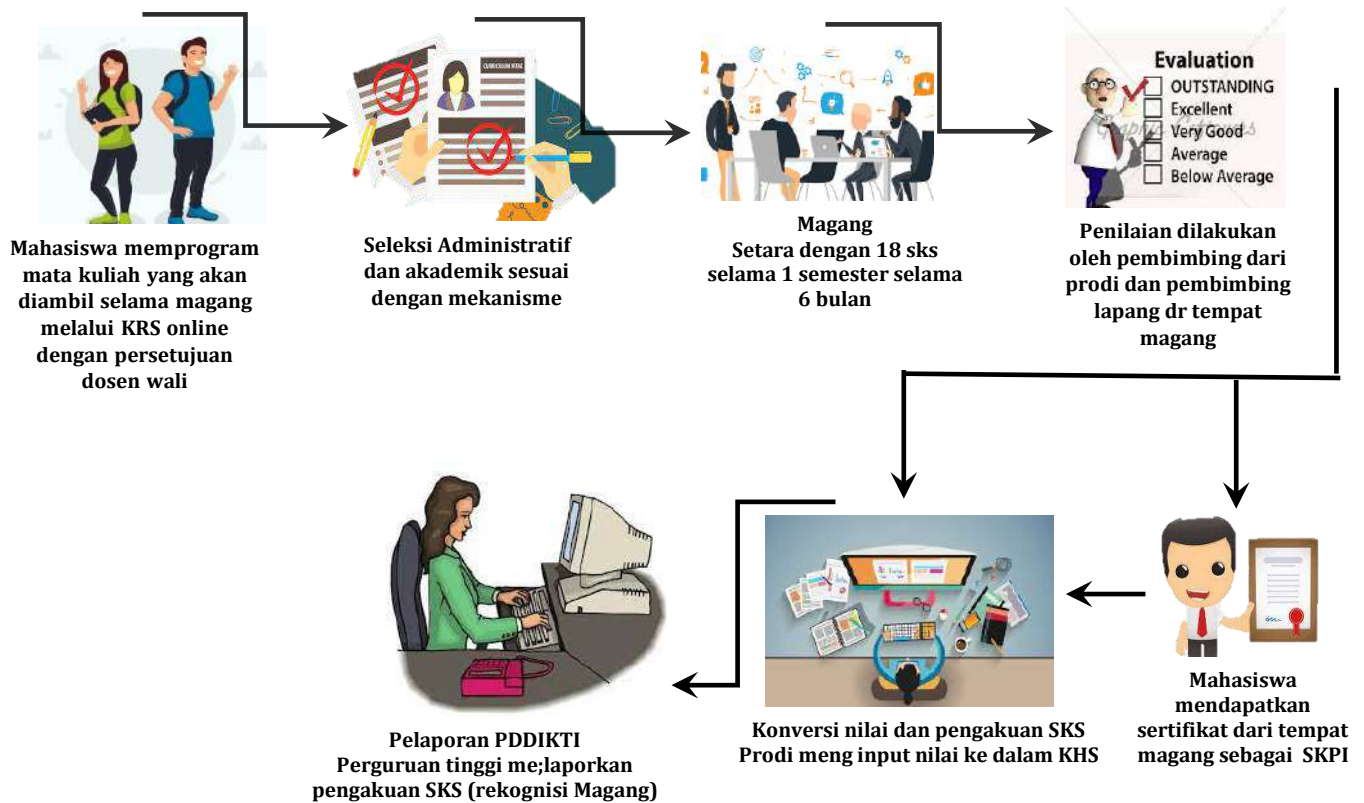 CURRICULUM VITAE
Evaluation
OUTSTANDING
Excellent
Very Good
Average
Below Average
Mahasiswa memprogram
mata kuliah yang akan
diambil selama magang
melalui KRS online
dengan persetujuan
dosen wali
Seleksi Administratif
dan akademik sesuai
dengan mekanisme
Magang
Setara dengan 18 sks
selama 1 semester selama
6 bulan
Penilaian dilakukan
oleh pembimbing dari
prodi dan pembimbing
lapang dr tempat
magang
Mahasiswa
mendapatkan
sertifikat dari tempat
magang sebagai SKPI
Konversi nilai dan pengakuan SKS
Prodi meng input nilai ke dalam KHS
Pelaporan PDDIKTI
Perguruan tinggi me;laporkan
pengakuan SKS (rekognisi Magang)